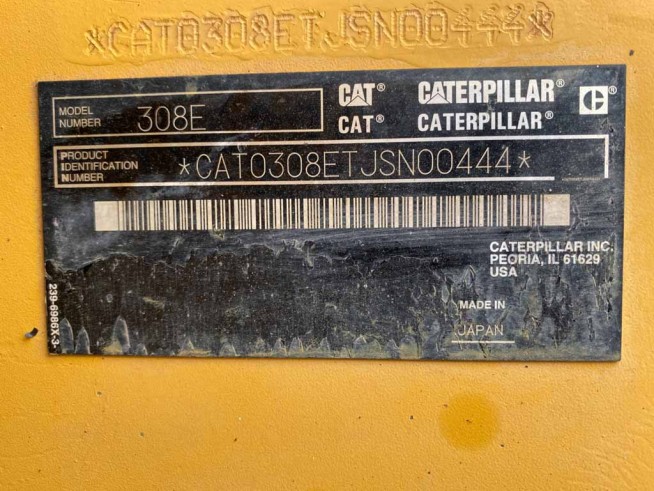 *CAT0308ETJSN00444*
MODEL NUMBER 308E
CAT® CATERPILLAR® C
CAT® CATERPILLAR®
PRODUCT IDENTIFICATION NUMBER *CAT0308ETJSN00444*
CATERPILLAR INC.
PEORIA, IL 61629
USA
MADE IN
JAPAN
239-6986X-3-